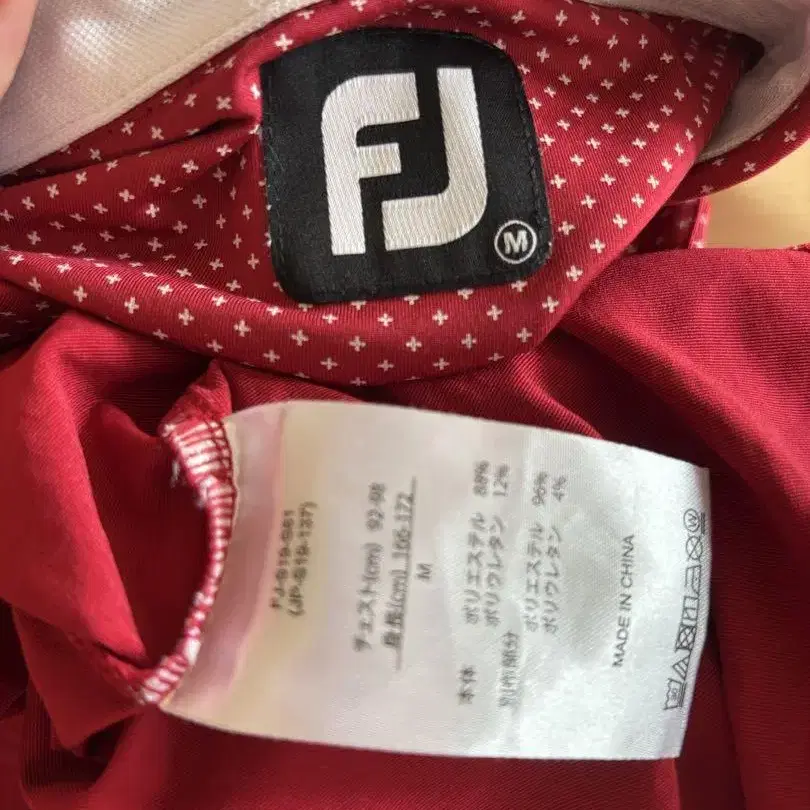 FJ
M
FJ-S19-S61
(JP-S19-137)
チェスト(cm) 92-98
身長(cm) 166-172
M
本体 ポリエステル 88%
ポリウレタン 12%
別布部分 ポリエステル 96%
ポリウレタン 4%
MADE IN CHINA